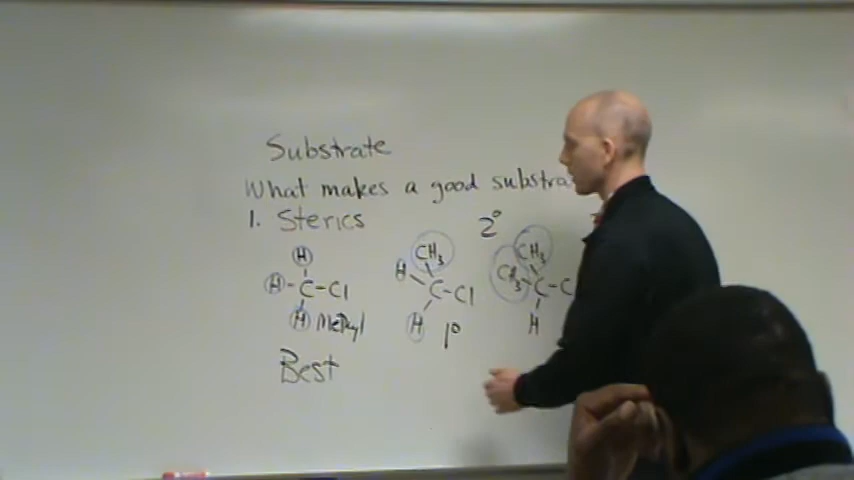 Substrate
What makes a good substra
1. Sterics
2°
H CH3 CH3
H-C-Cl H C-Cl CH3 C-C
H Methyl H 1° H
Best